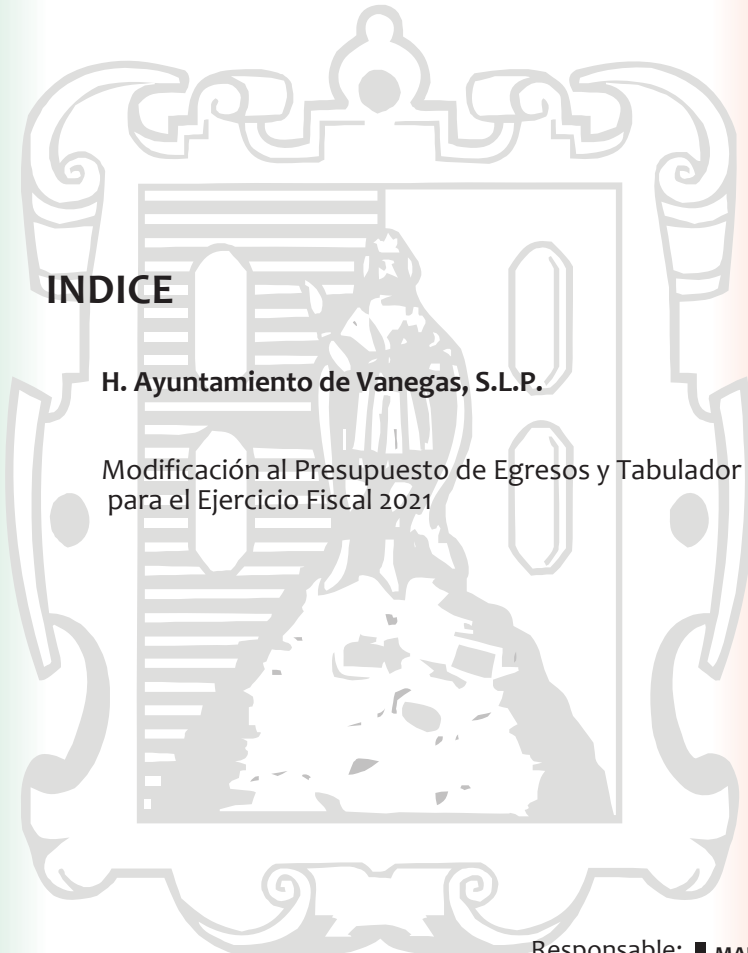 INDICE
H. Ayuntamiento de Vanegas, S.L.P.
Modificación al Presupuesto de Egresos y Tabulador
para el Ejercicio Fiscal 2021
Responsable: